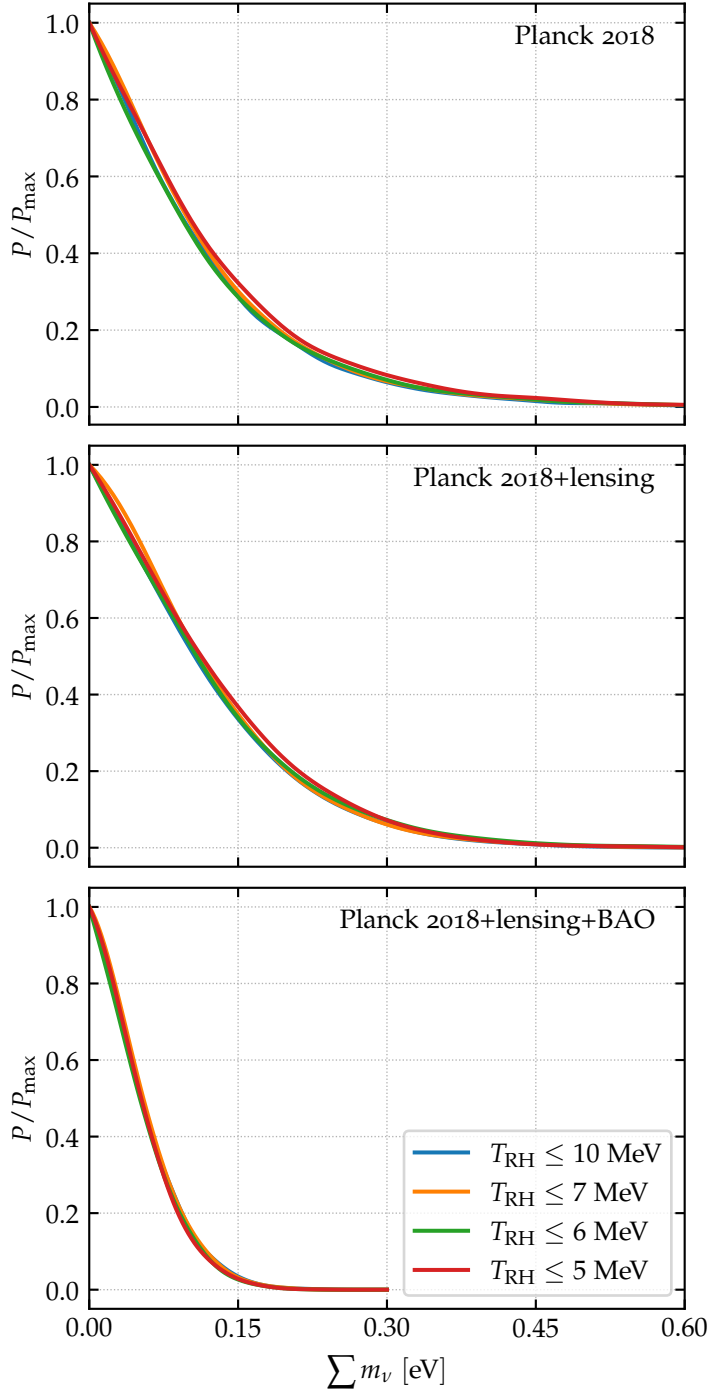 1.0
Planck 2018
0.8
0.6
P/P_max
0.4
0.2
0.0
1.0
Planck 2018+lensing
0.8
0.6
P/P_max
0.4
0.2
0.0
1.0
Planck 2018+lensing+BAO
0.8
0.6
P/P_max
0.4
T_RH ≤ 10 MeV
T_RH ≤ 7 MeV
0.2
T_RH ≤ 6 MeV
T_RH ≤ 5 MeV
0.0
0.00 0.15 0.30 0.45 0.60
∑ m_ν [eV]